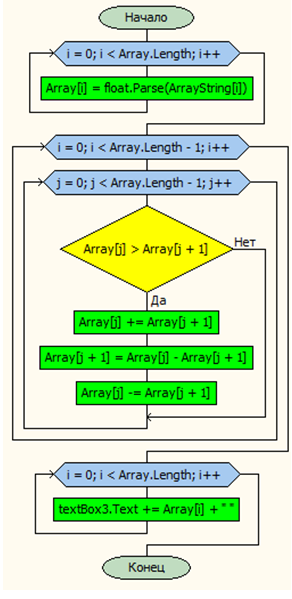 Начало
i = 0; i < Array.Length; i++
Array[i] = float.Parse(ArrayString[i])
i = 0; i < Array.Length - 1; i++
j = 0; j < Array.Length - 1; j++
Array[j] > Array[j + 1]
Нет
Да
Array[j] += Array[j + 1]
Array[j + 1] = Array[j] - Array[j + 1]
Array[j] -= Array[j + 1]
i = 0; i < Array.Length; i++
textBox3.Text += Array[i] + " "
Конец